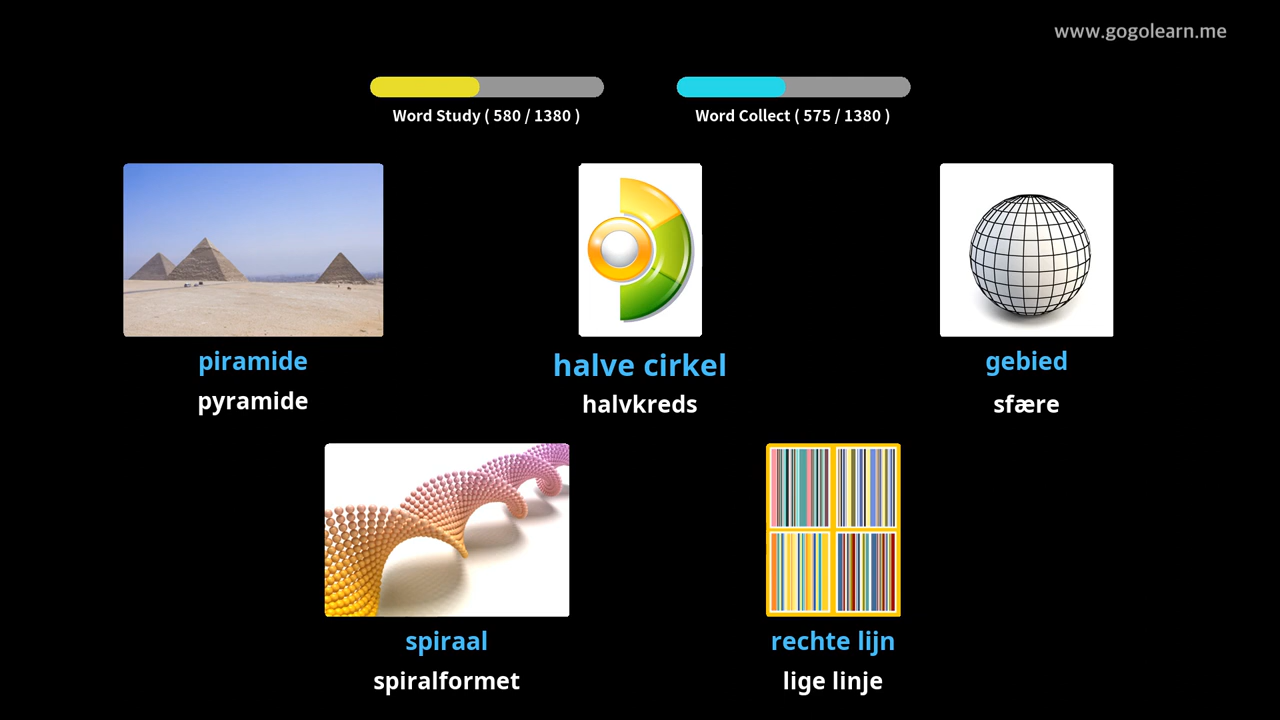 www.gogolearn.me
Word Study ( 580 / 1380 )
Word Collect ( 575 / 1380 )
piramide
pyramide
halve cirkel
halvkreds
gebied
sfære
spiraal
spiralformet
rechte lijn
lige linje